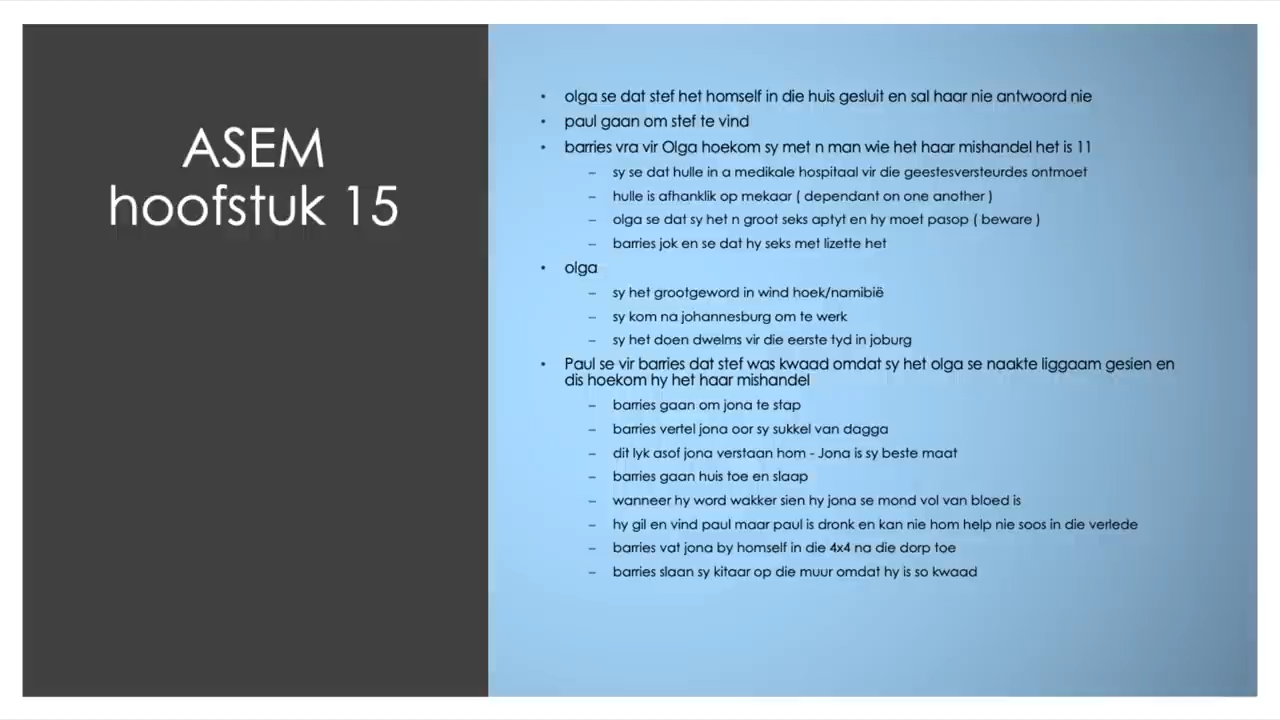 ASEM
hoofstuk 15
• olga se dat stef het homself in die huis gesluit en sal haar nie antwoord nie
• paul gaan om stef te vind
• barries vra vir Olga hoekom sy met n man wie het haar mishandel het is 11
– sy se dat hulle in a medikale hospitaal vir die geestesversteurdes ontmoet
– hulle is afhanklik op mekaar ( dependant on one another )
– olga se dat sy het n groot seks aptyt en hy moet pasop ( beware )
– barries jok en se dat hy seks met lizette het
• olga
– sy het grootgeword in wind hoek/namibië
– sy kom na johannesburg om te werk
– sy het doen dwelms vir die eerste tyd in joburg
• Paul se vir barries dat stef was kwaad omdat sy het olga se naakte liggaam gesien en
dis hoekom hy het haar mishandel
– barries gaan om jona te stap
– barries vertel jona oor sy sukkel van dagga
– dit lyk asof jona verstaan hom - Jona is sy beste maat
– barries gaan huis toe en slaap
– wanneer hy word wakker sien hy jona se mond vol van bloed is
– hy gil en vind paul maar paul is dronk en kan nie hom help nie soos in die verlede
– barries vat jona by homself in die 4x4 na die dorp toe
– barries slaan sy kitaar op die muur omdat hy is so kwaad